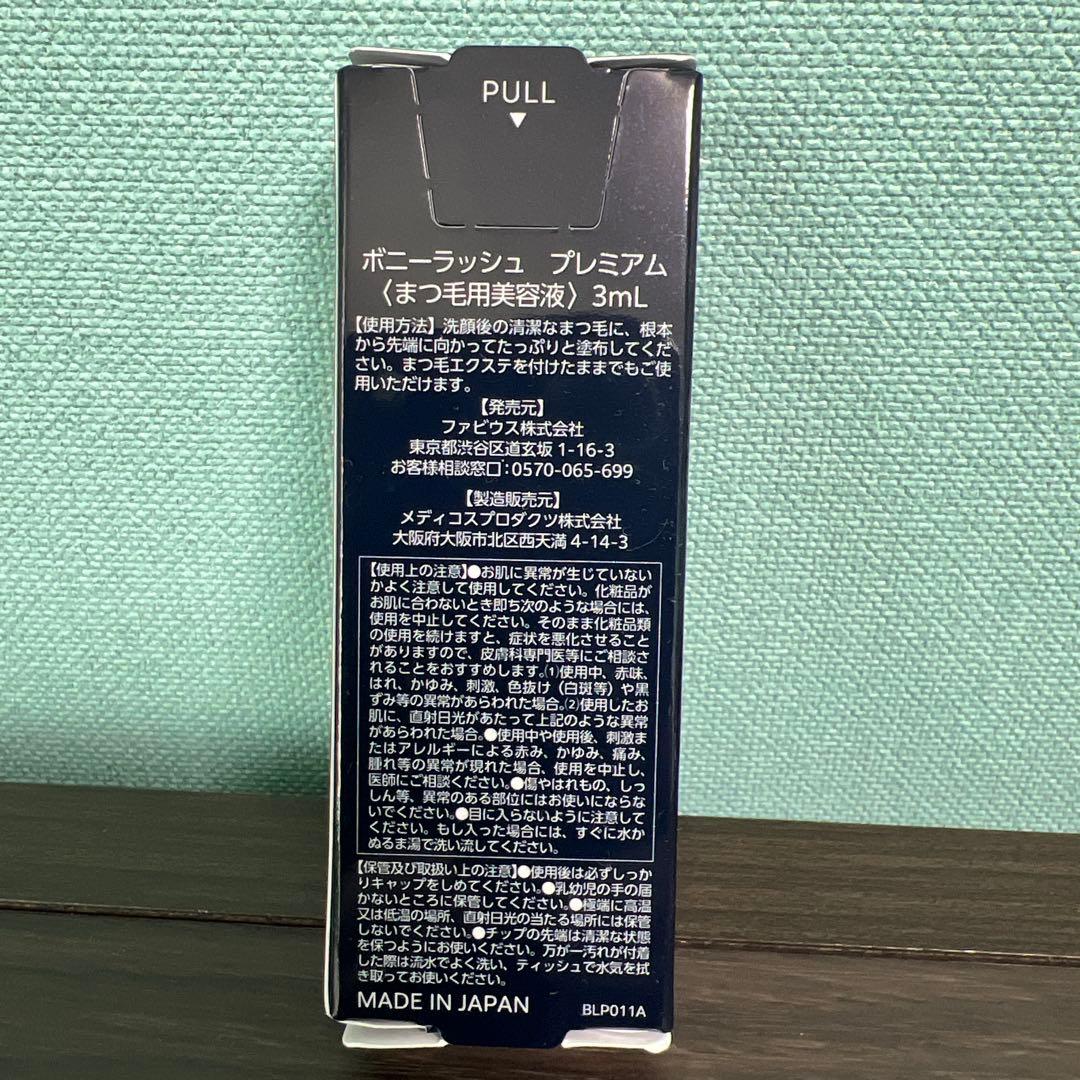 PULL
ボニーラッシュ プレミアム
〈まつ毛用美容液〉3mL
【使用方法】洗顔後の清潔なまつ毛に、根本
から先端に向かってたっぷりと塗布してくだ
さい。まつ毛エクステを付けたままでもご使
用いただけます。
【発売元】
ファビウス株式会社
東京都渋谷区道玄坂1-16-3
お客様相談窓口：0570-065-699
【製造販売元】
メディコスプロダクツ株式会社
大阪府大阪市北区西天満4-14-3
【使用上の注意】●お肌に異常が生じていない
かよく注意して使用してください。化粧品が
お肌に合わないとき即ち次のような場合には、
使用を中止してください。そのまま化粧品類
の使用を続けますと、症状を悪化させること
がありますので、皮膚科専門医等にご相談さ
れることをおすすめします。(1)使用中、赤味、
はれ、かゆみ、刺激、色抜け（白斑等）や黒
ずみ等の異常があらわれた場合。(2)使用したお
肌に、直射日光があたって上記のような異常
があらわれた場合。●使用中や使用後、刺激ま
たはアレルギーによる赤み、かゆみ、痛み、
腫れ等の異常が現れた場合、使用を中止し、
医師にご相談ください。●傷やはれもの、しっ
しん等、異常のある部位にはお使いにならな
いでください。●目に入らないように注意して
ください。もし入った場合には、すぐに水か
ぬるま湯で洗い流してください。
【保管及び取扱い上の注意】●使用後は必ずしっか
りキャップをしめてください。●乳幼児の手の届
かないところに保管してください。●極端に高温
又は低温の場所、直射日光の当たる場所には保管
しないでください。●チップの先端は清潔な状態
を保つようにお使いください。万が一汚れが付着
した際は流水でよく洗い、ティッシュで水気を拭
き取ってお使いください。
MADE IN JAPAN
BLP011A